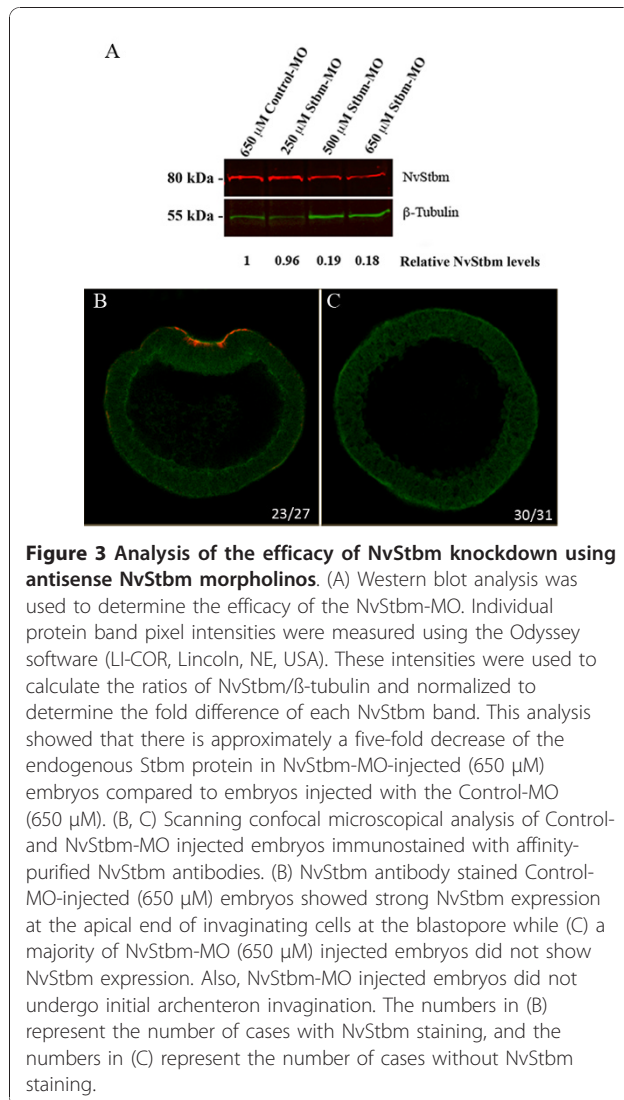 A
650 µM Control-MO
250 µM Stbm-MO
500 µM Stbm-MO
650 µM Stbm-MO
80 kDa - NvStbm
55 kDa - β-Tubulin
1 0.96 0.19 0.18 Relative NvStbm levels
B C
23/27 30/31
Figure 3 Analysis of the efficacy of NvStbm knockdown using
antisense NvStbm morpholinos. (A) Western blot analysis was
used to determine the efficacy of the NvStbm-MO. Individual
protein band pixel intensities were measured using the Odyssey
software (LI-COR, Lincoln, NE, USA). These intensities were used to
calculate the ratios of NvStbm/ß-tubulin and normalized to
determine the fold difference of each NvStbm band. This analysis
showed that there is approximately a five-fold decrease of the
endogenous Stbm protein in NvStbm-MO-injected (650 µM)
embryos compared to embryos injected with the Control-MO
(650 µM). (B, C) Scanning confocal microscopical analysis of Control-
and NvStbm-MO injected embryos immunostained with affinity-
purified NvStbm antibodies. (B) NvStbm antibody stained Control-
MO-injected (650 µM) embryos showed strong NvStbm expression
at the apical end of invaginating cells at the blastopore while (C) a
majority of NvStbm-MO (650 µM) injected embryos did not show
NvStbm expression. Also, NvStbm-MO injected embryos did not
undergo initial archenteron invagination. The numbers in (B)
represent the number of cases with NvStbm staining, and the
numbers in (C) represent the number of cases without NvStbm
staining.